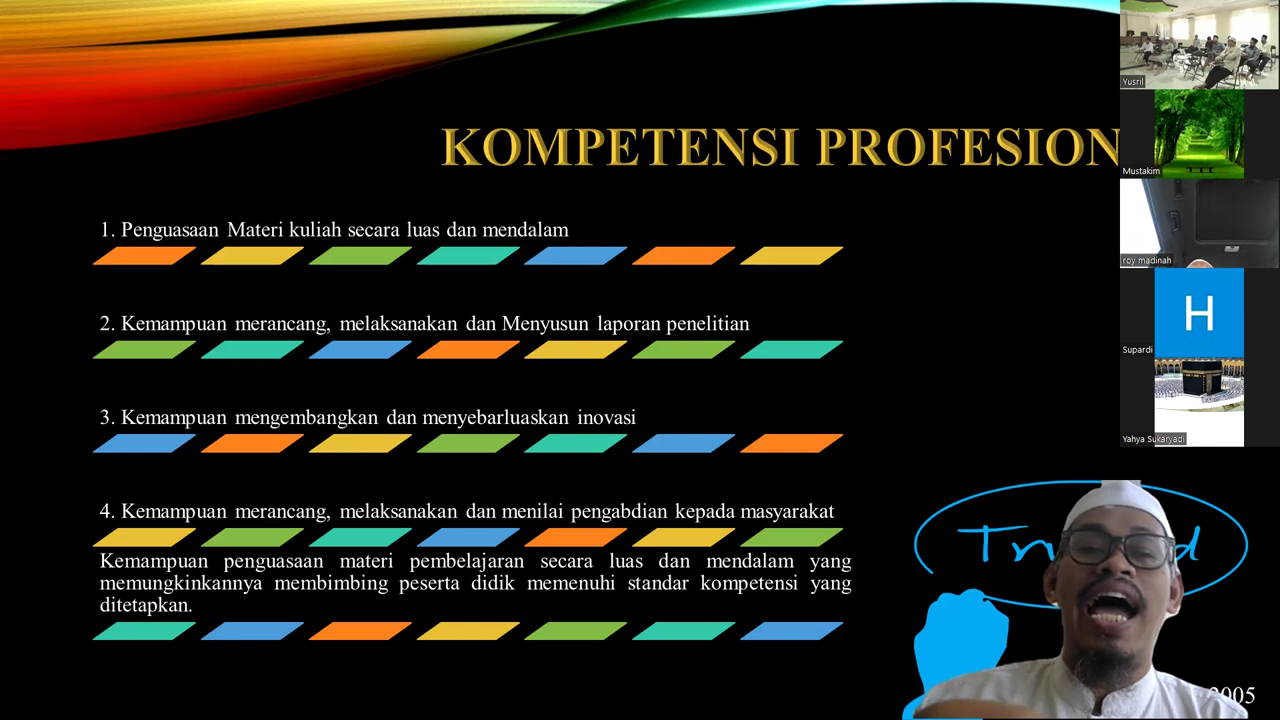 KOMPETENSI PROFESION
1. Penguasaan Materi kuliah secara luas dan mendalam
2. Kemampuan merancang, melaksanakan dan Menyusun laporan penelitian
3. Kemampuan mengembangkan dan menyebarluaskan inovasi
4. Kemampuan merancang, melaksanakan dan menilai pengabdian kepada masyarakat
Kemampuan penguasaan materi pembelajaran secara luas dan mendalam yang
memungkinkannya membimbing peserta didik memenuhi standar kompetensi yang
ditetapkan.
Yusril
Mustakim
roy madinah
H
Supardi
Yahya Sukaryadi
2005